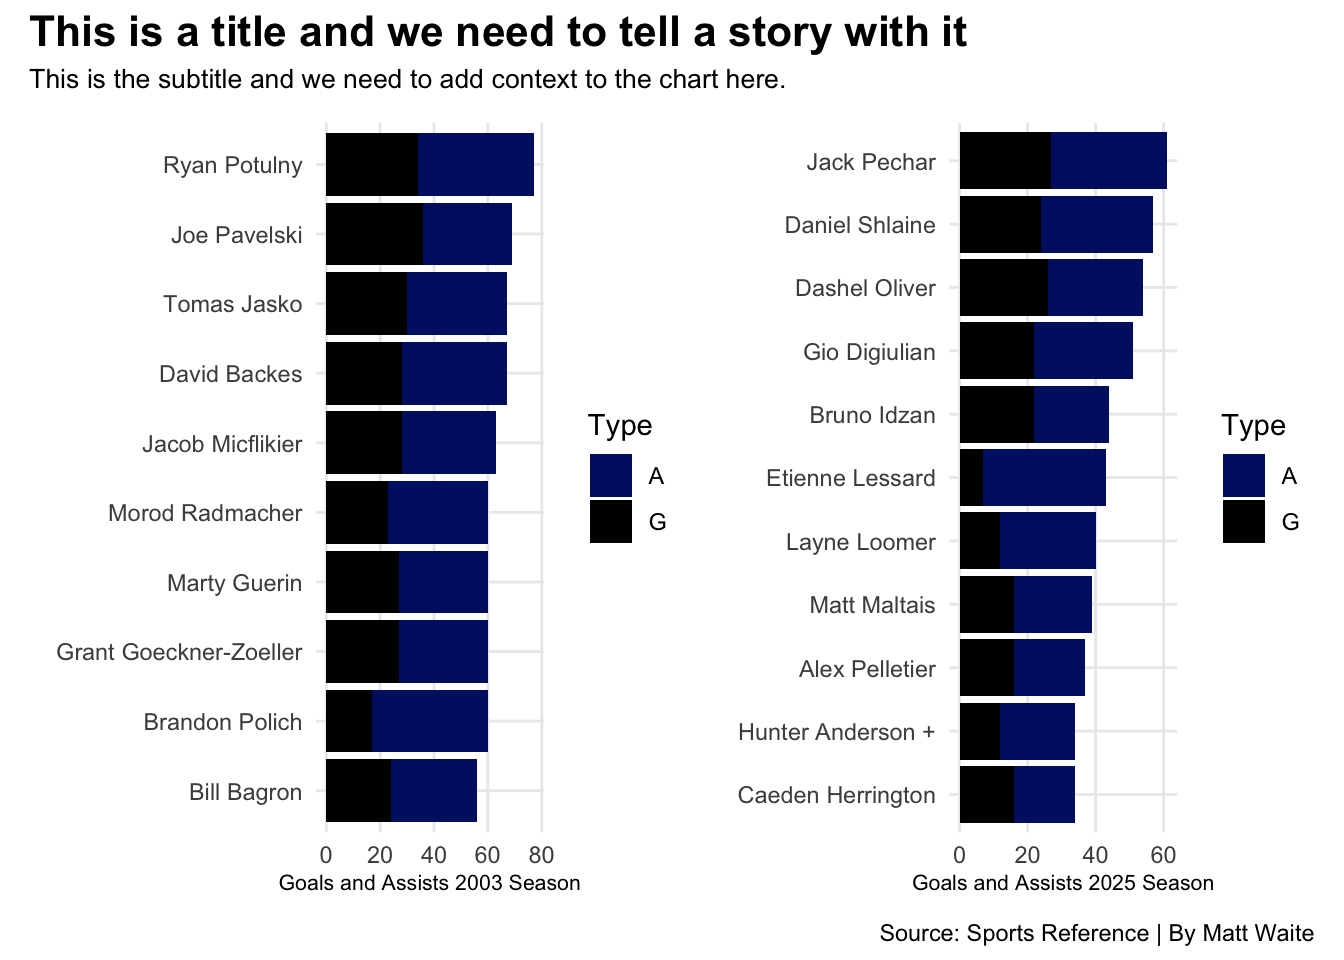 This is a title and we need to tell a story with it
This is the subtitle and we need to add context to the chart here.
Ryan Potulny
Joe Pavelski
Tomas Jasko
David Backes
Jacob Micflikier
Morod Radmacher
Marty Guerin
Grant Goeckner-Zoeller
Brandon Polich
Bill Bagron
0 20 40 60 80
Goals and Assists 2003 Season
Type
A
G
Jack Pechar
Daniel Shlaine
Dashel Oliver
Gio Digiulian
Bruno Idzan
Etienne Lessard
Layne Loomer
Matt Maltais
Alex Pelletier
Hunter Anderson +
Caeden Herrington
0 20 40 60
Goals and Assists 2025 Season
Type
A
G
Source: Sports Reference | By Matt Waite